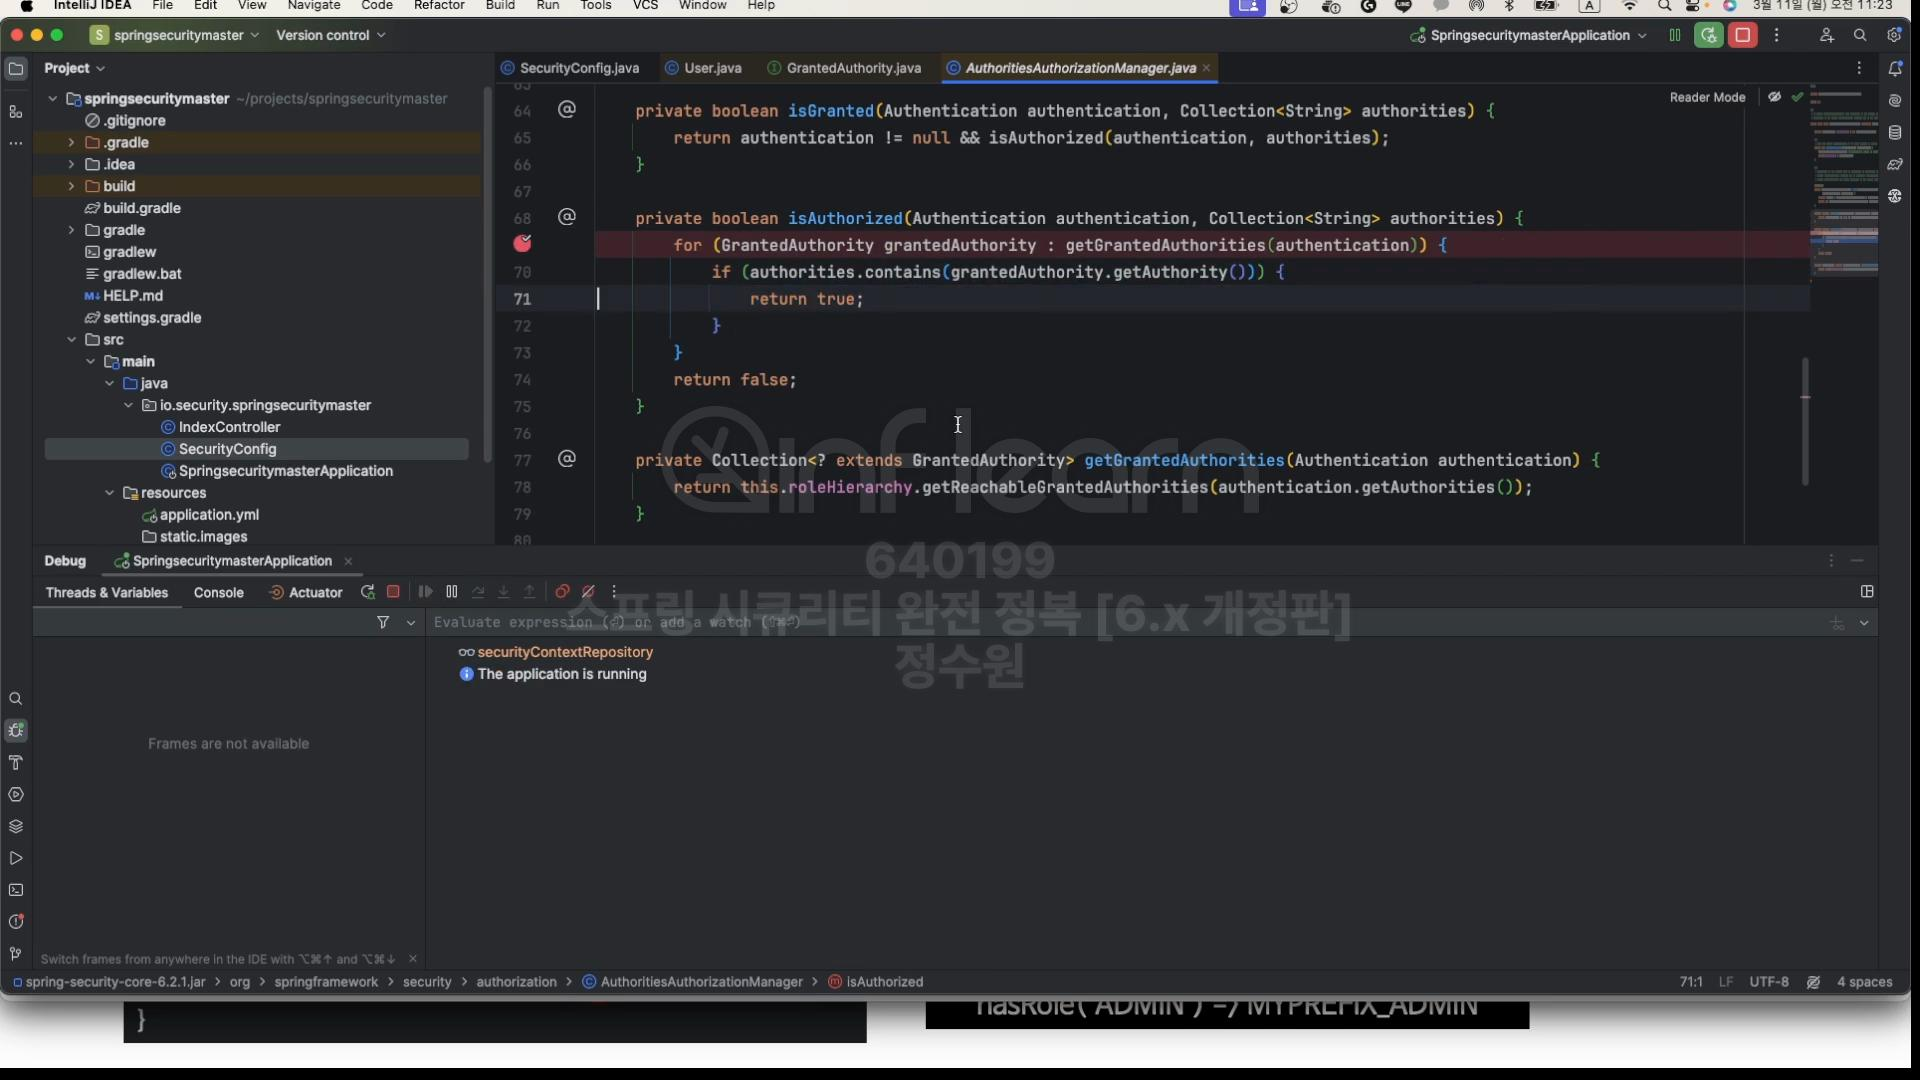 IntelliJ IDEA File Edit View Navigate Code Refactor Build Run Tools VCS Window Help A 3월 11일 (월) 오전 11:23
S springsecuritymaster Version control SpringsecuritymasterApplication
Project
SecurityConfig.java User.java GrantedAuthority.java AuthoritiesAuthorizationManager.java
springsecuritymaster ~/projects/springsecuritymaster
.gitignore
.gradle
.idea
build
build.gradle
gradle
gradlew
gradlew.bat
M↓ HELP.md
settings.gradle
src
main
java
io.security.springsecuritymaster
IndexController
SecurityConfig
SpringsecuritymasterApplication
resources
application.yml
static.images
Reader Mode
63
64 @ private boolean isGranted(Authentication authentication, Collection<String> authorities) {
65 return authentication != null && isAuthorized(authentication, authorities);
66 }
67
68 @ private boolean isAuthorized(Authentication authentication, Collection<String> authorities) {
for (GrantedAuthority grantedAuthority : getGrantedAuthorities(authentication)) {
70 if (authorities.contains(grantedAuthority.getAuthority())) {
71 return true;
72 }
73 }
74 return false;
75 }
76
77 @ private Collection<? extends GrantedAuthority> getGrantedAuthorities(Authentication authentication) {
78 return this.roleHierarchy.getReachableGrantedAuthorities(authentication.getAuthorities());
79 }
80
inflearn
640199
스프링 시큐리티 완전 정복 [6.x 개정판]
정수원
Debug SpringsecuritymasterApplication
Threads & Variables Console Actuator
Evaluate expression (⏎) or add a watch (⇧⌘⏎)
securityContextRepository
The application is running
Frames are not available
Switch frames from anywhere in the IDE with ⌥⌘↑ and ⌥⌘↓
spring-security-core-6.2.1.jar > org > springframework > security > authorization > AuthoritiesAuthorizationManager > isAuthorized 71:1 LF UTF-8 4 spaces
}
hasRole("ADMIN") => MYPREFIX_ADMIN